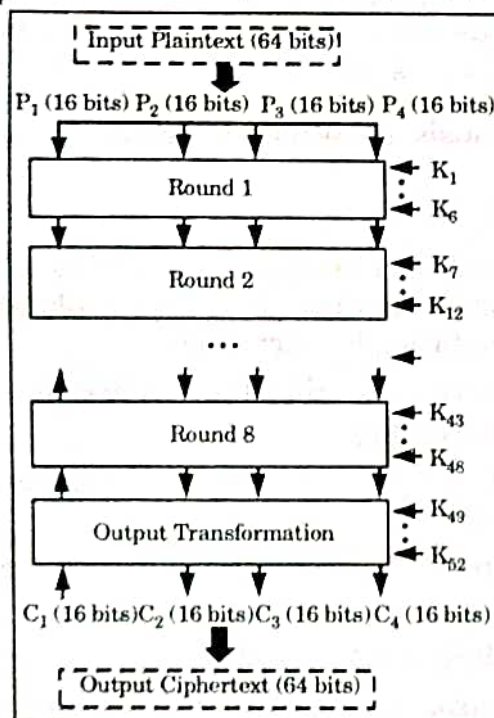 Input Plaintext (64 bits)
P₁ (16 bits) P₂ (16 bits) P₃ (16 bits) P₄ (16 bits)
Round 1
K₁
K₆
Round 2
K₇
K₁₂
...
Round 8
K₄₃
K₄₈
Output Transformation
K₄₉
K₅₂
C₁ (16 bits)C₂ (16 bits)C₃ (16 bits)C₄ (16 bits)
Output Ciphertext (64 bits)